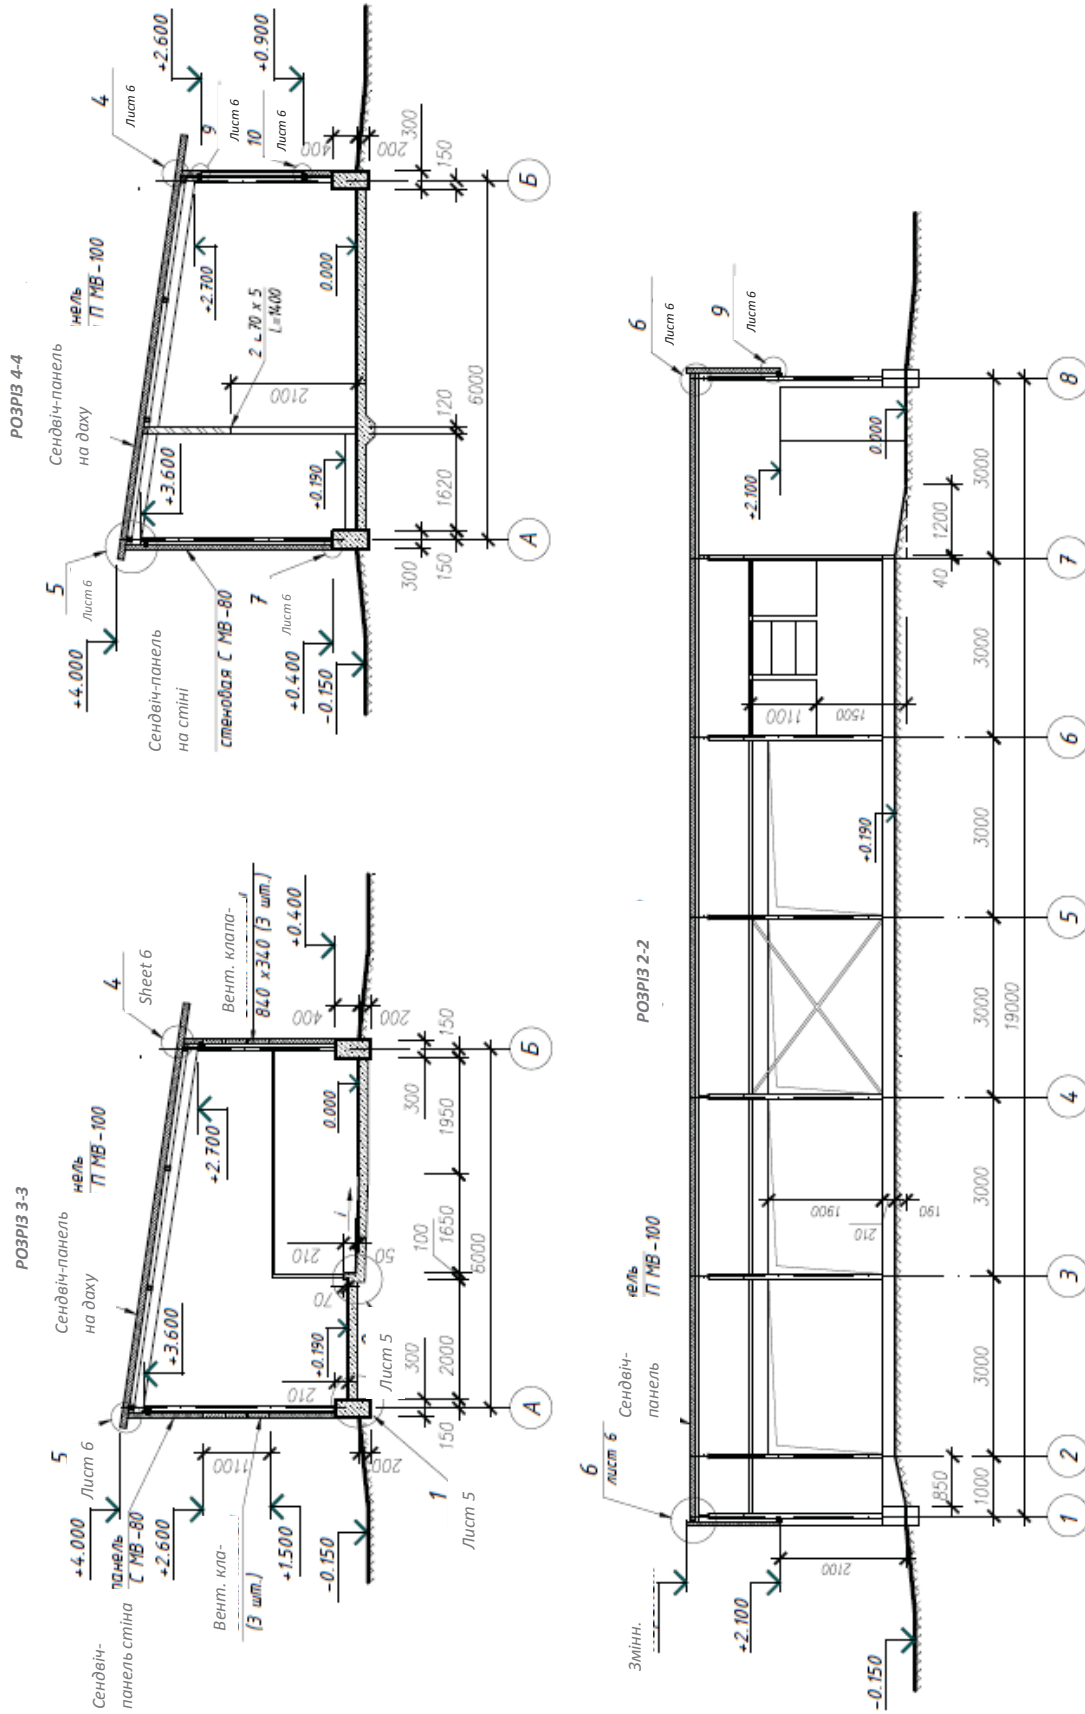 РОЗРІЗ 3-3
Сендвіч-панель
на даху
нель
П МВ-100
4
Sheet 6
5
Лист 6
+4.000
+3.600
+2.700
Сендвіч-
панель стіна
панель
С МВ-80
+2.600
1100
+1.500
Вент. кла-
(3 шт.)
Вент. клапа-
840 х340 (3 шт.)
+0.400
400
200
-0.150
200
+0.190
210
70
210
50
i
0.000
1
Лист 5
Лист 5
300
150
2000
100
1650
1950
300
150
6000
А
Б
РОЗРІЗ 4-4
Сендвіч-панель
на даху
нель
П МВ-100
4
Лист 6
+2.600
9
Лист 6
+0.900
10
Лист 6
400
200
5
Лист 6
+4.000
+3.600
+2.700
Сендвіч-панель
на стіні
стеновая С МВ-80
7
Лист 6
+0.400
-0.150
+0.190
2 ∟70 х 5
L=1400
2100
0.000
300
150
1620
120
300
150
6000
А
Б
РОЗРІЗ 2-2
6
лист 6
Сендвіч-
панель
ель
П МВ-100
6
Лист 6
9
Лист 6
Змінн.
+2.100
-0.150
2100
1900
210
190
+0.190
1100
1500
+2.100
0.000
850
1000
3000
3000
3000
3000
3000
40
1200
3000
19000
1
2
3
4
5
6
7
8